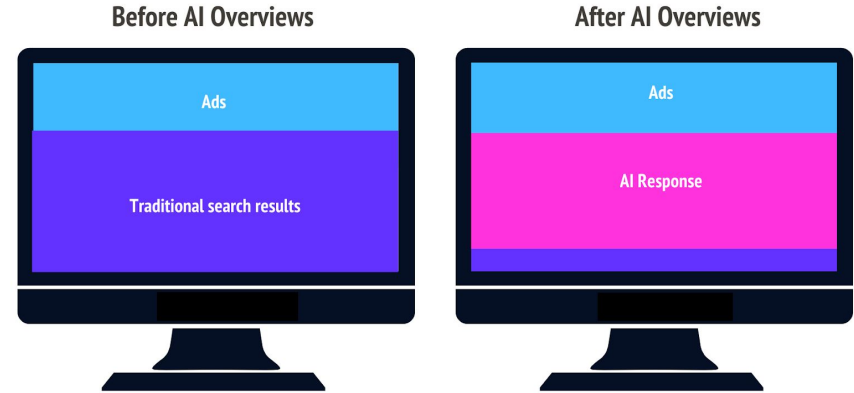 Before AI Overviews
After AI Overviews
Ads
Traditional search results
Ads
AI Response